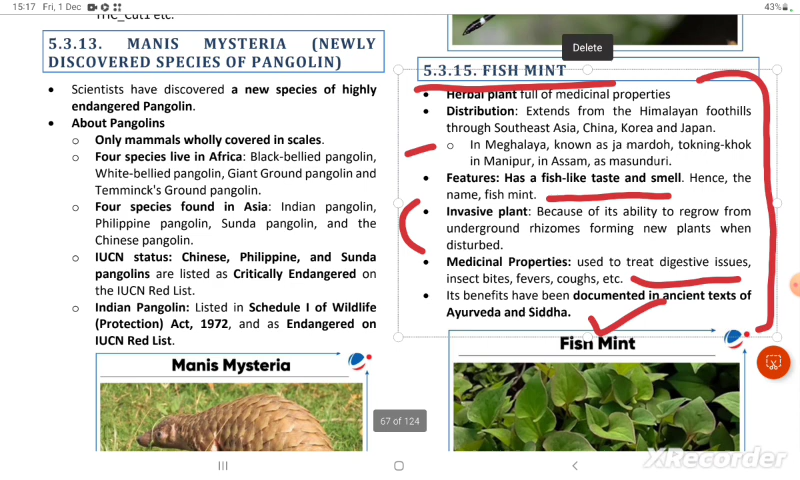 15:17 Fri, 1 Dec
43%
THC_Cut1 etc.
5.3.13. MANIS MYSTERIA (NEWLY
DISCOVERED SPECIES OF PANGOLIN)
• Scientists have discovered a new species of highly
endangered Pangolin.
• About Pangolins
o Only mammals wholly covered in scales.
o Four species live in Africa: Black-bellied pangolin,
White-bellied pangolin, Giant Ground pangolin and
Temminck's Ground pangolin.
o Four species found in Asia: Indian pangolin,
Philippine pangolin, Sunda pangolin, and the
Chinese pangolin.
o IUCN status: Chinese, Philippine, and Sunda
pangolins are listed as Critically Endangered on
the IUCN Red List.
o Indian Pangolin: Listed in Schedule I of Wildlife
(Protection) Act, 1972, and as Endangered on
IUCN Red List.
Manis Mysteria
Delete
5.3.15. FISH MINT
• Herbal plant full of medicinal properties
• Distribution: Extends from the Himalayan foothills
through Southeast Asia, China, Korea and Japan.
o In Meghalaya, known as ja mardoh, tokning-khok
in Manipur, in Assam, as masunduri.
• Features: Has a fish-like taste and smell. Hence, the
name, fish mint.
• Invasive plant: Because of its ability to regrow from
underground rhizomes forming new plants when
disturbed.
• Medicinal Properties: used to treat digestive issues,
insect bites, fevers, coughs, etc.
• Its benefits have been documented in ancient texts of
Ayurveda and Siddha.
Fish Mint
67 of 124
XRecorder